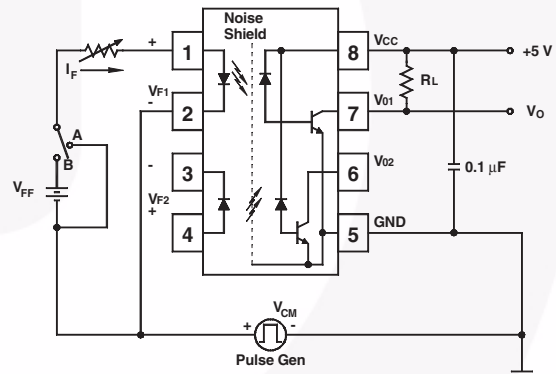 Noise
Shield
+
1
8
VCC
+5 V
IF
RL
VF1
-
2
7
V01
VO
A
B
-
3
6
V02
0.1 µF
VFF
VF2
+
4
5
GND
VCM
+
-
Pulse Gen